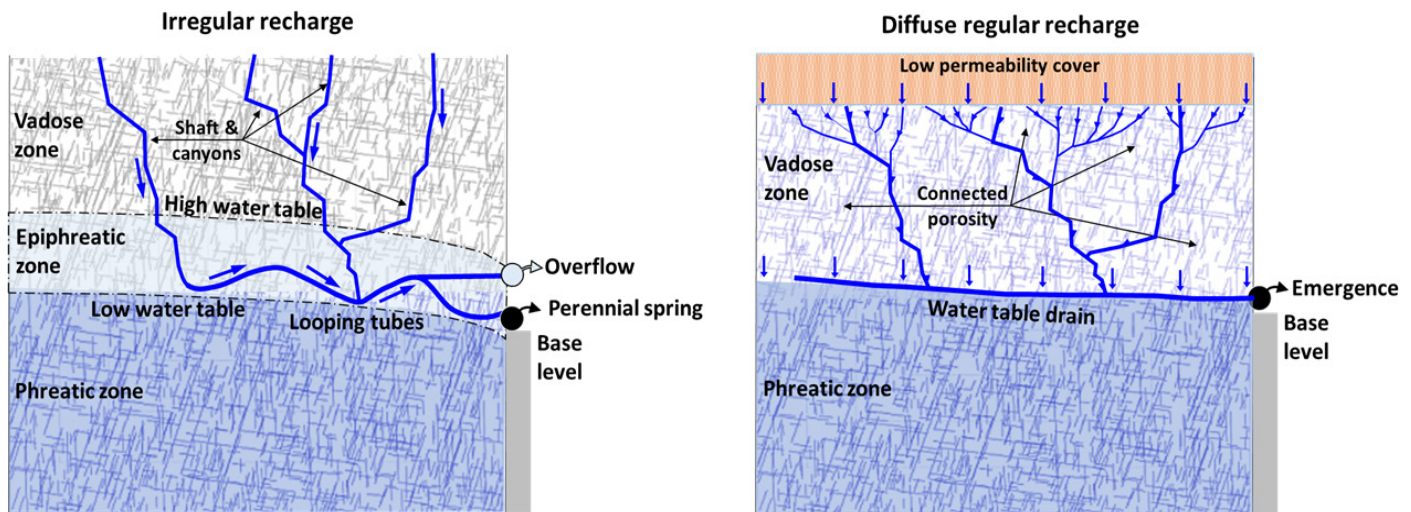 Irregular recharge
Vadose
zone
Shaft &
canyons
High water table
Epiphreatic
zone
Overflow
Low water table
Looping tubes
Perennial spring
Base
level
Phreatic zone
Diffuse regular recharge
Low permeability cover
Vadose
zone
Connected
porosity
Water table drain
Emergence
Base
level
Phreatic zone